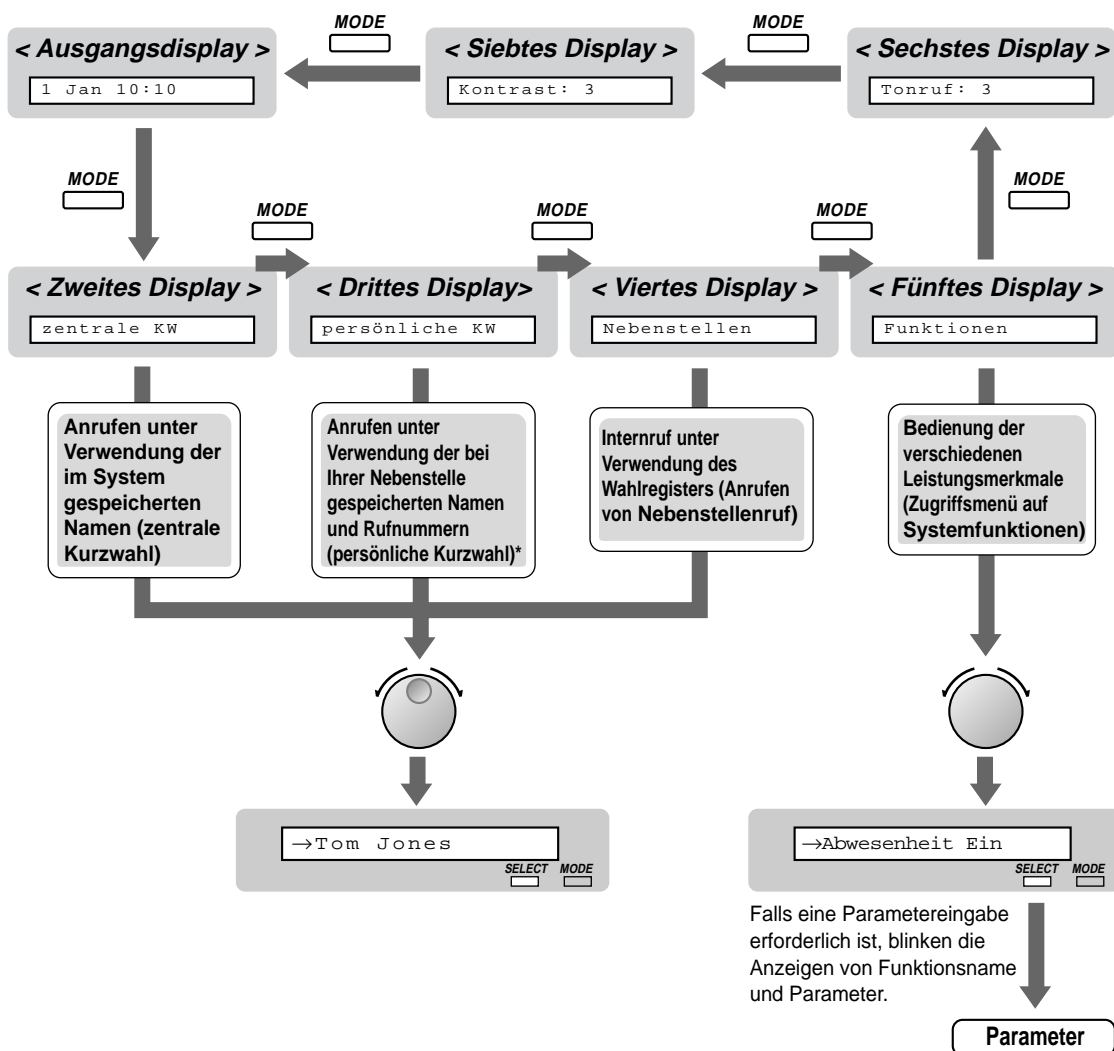 MODE
MODE
< Ausgangsdisplay >
< Siebtes Display >
< Sechstes Display >
1 Jan 10:10
Kontrast: 3
Tonruf: 3
MODE
MODE
MODE
MODE
MODE
< Zweites Display >
< Drittes Display>
< Viertes Display >
< Fünftes Display >
zentrale KW
persönliche KW
Nebenstellen
Funktionen
Anrufen unter
Verwendung der
im System
gespeicherten
Namen (zentrale
Kurzwahl)
Anrufen unter
Verwendung der bei
Ihrer Nebenstelle
gespeicherten Namen
und Rufnummern
(persönliche Kurzwahl)*
Internruf unter
Verwendung des
Wahlregisters (Anrufen
von Nebenstellenruf)
Bedienung der
verschiedenen
Leistungsmerkmale
(Zugriffsmenü auf
Systemfunktionen)
→Tom Jones
SELECT MODE
→Abwesenheit Ein
SELECT MODE
Falls eine Parametereingabe
erforderlich ist, blinken die
Anzeigen von Funktionsname
und Parameter.
Parameter